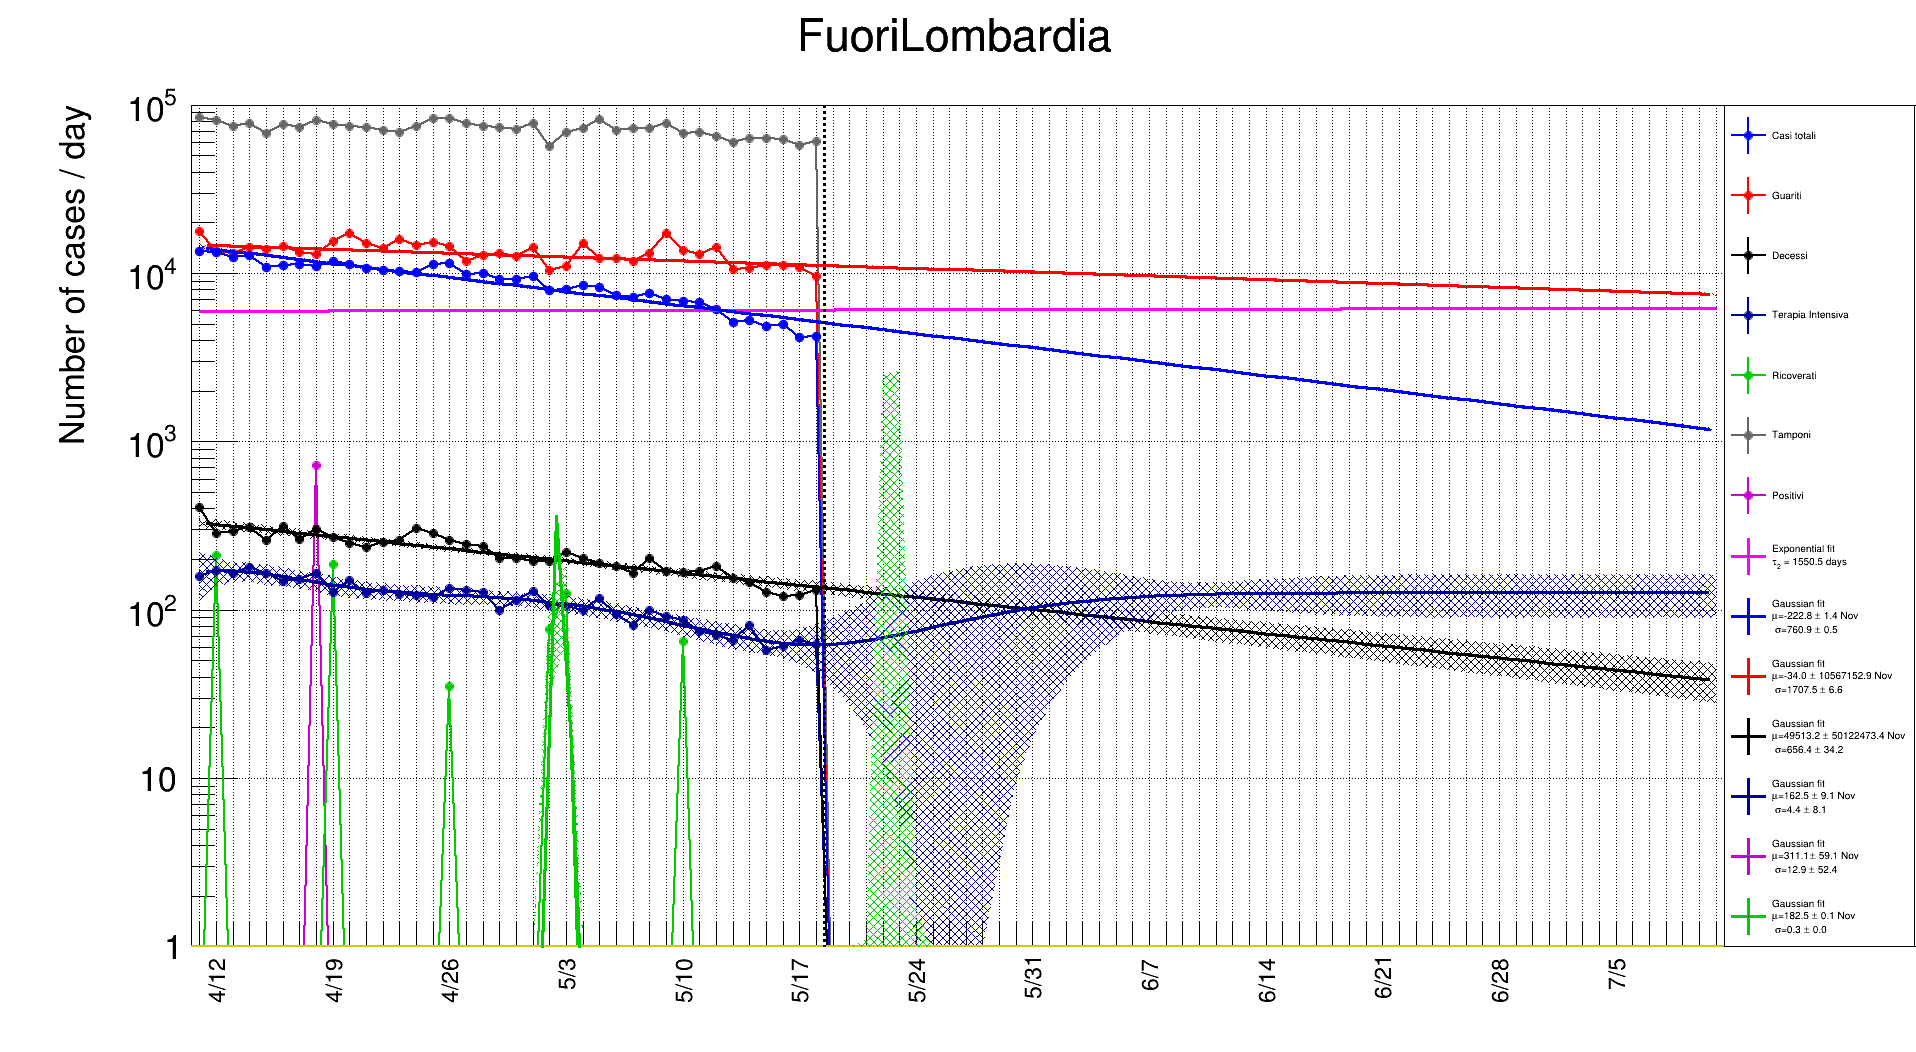 FuoriLombardia
Number of cases / day
10^5
10^4
10^3
10^2
10
1
4/12
4/19
4/26
5/3
5/10
5/17
5/24
5/31
6/7
6/14
6/21
6/28
7/5
Casi totali
Guariti
Decessi
Terapia Intensiva
Ricoverati
Tamponi
Positivi
Exponential fit
τ₂ = 1550.5 days
Gaussian fit
μ=-222.8 ± 1.4 Nov
σ=760.9 ± 0.5
Gaussian fit
μ=-34.0 ± 10567152.9 Nov
σ=1707.5 ± 6.6
Gaussian fit
μ=49513.2 ± 50122473.4 Nov
σ=656.4 ± 34.2
Gaussian fit
μ=162.5 ± 9.1 Nov
σ=4.4 ± 8.1
Gaussian fit
μ=311.1 ± 59.1 Nov
σ=12.9 ± 52.4
Gaussian fit
μ=182.5 ± 0.1 Nov
σ=0.3 ± 0.0